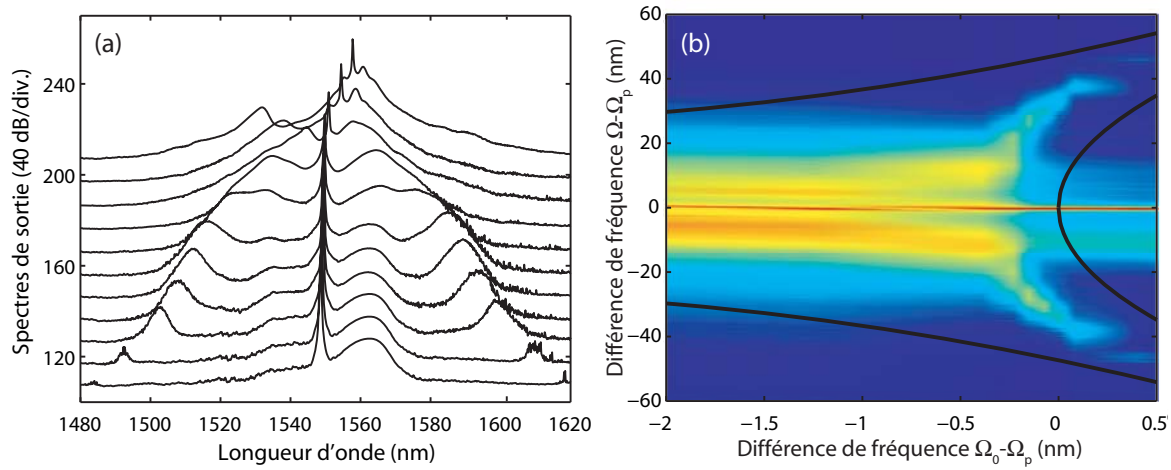 (a)
Spectres de sortie (40 dB/div.)
240
200
160
120
1480 1500 1520 1540 1560 1580 1600 1620
Longueur d'onde (nm)
(b)
Différence de fréquence Ω-Ωp (nm)
60
40
20
0
−20
−40
−60
−2 −1.5 −1 −0.5 0 0.5
Différence de fréquence Ω0-Ωp (nm)